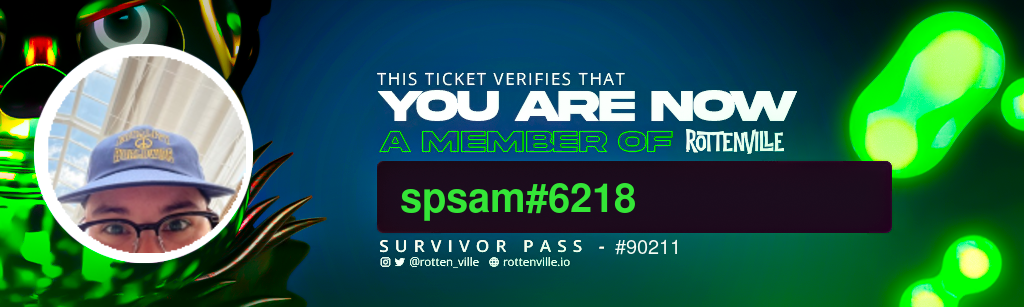 THIS TICKET VERIFIES THAT
YOU ARE NOW
A MEMBER OF ROTTENVILLE
spsam#6218
SURVIVOR PASS - #90211
@rotten_ville rottenville.io